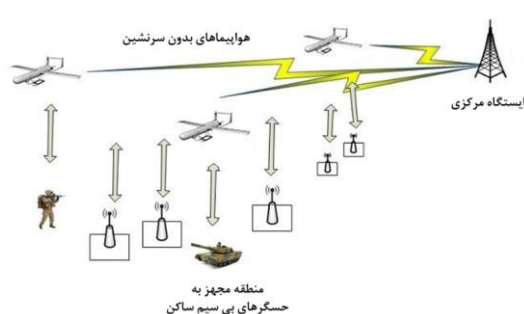 هواپیماهای بدون سرنشین
ایستگاه مرکزی
منطقه مجهز به
حسگرهای بی سیم ساکن